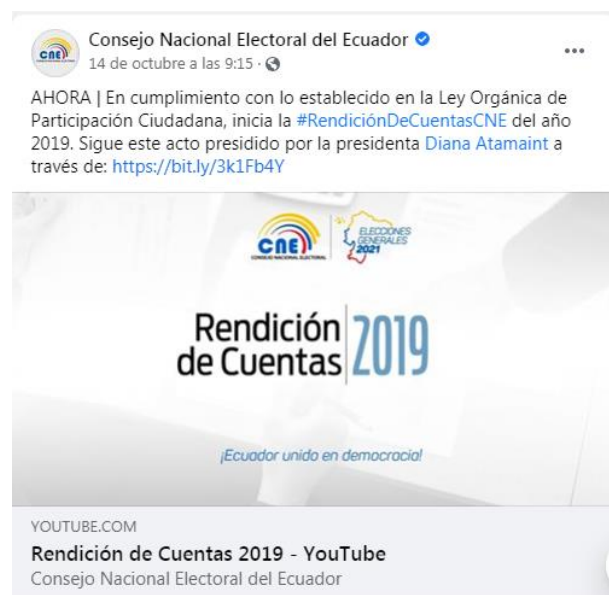 Consejo Nacional Electoral del Ecuador
14 de octubre a las 9:15 ·
AHORA | En cumplimiento con lo establecido en la Ley Orgánica de
Participación Ciudadana, inicia la #RendiciónDeCuentasCNE del año
2019. Sigue este acto presidido por la presidenta Diana Atamaint a
través de: https://bit.ly/3k1Fb4Y
CNE
CONSEJO NACIONAL ELECTORAL
ELECCIONES
GENERALES
2021
Rendición
de Cuentas
2019
¡Ecuador unido en democracia!
YOUTUBE.COM
Rendición de Cuentas 2019 - YouTube
Consejo Nacional Electoral del Ecuador